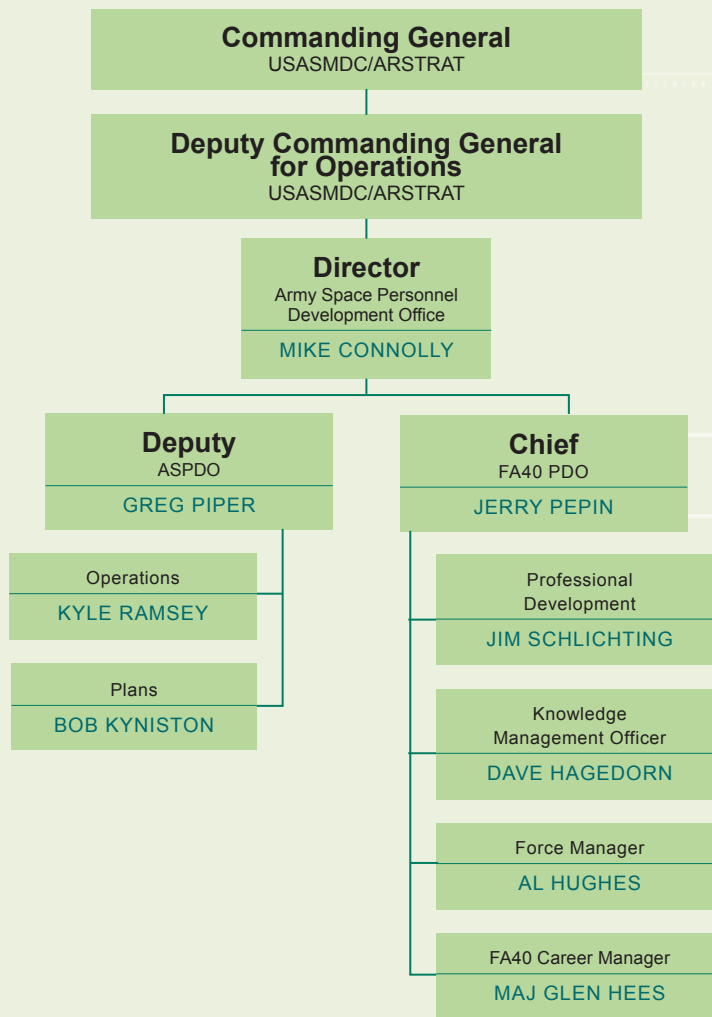 Commanding General
USASMDC/ARSTRAT
Deputy Commanding General
for Operations
USASMDC/ARSTRAT
Director
Army Space Personnel
Development Office
MIKE CONNOLLY
Deputy
ASPDO
GREG PIPER
Operations
KYLE RAMSEY
Plans
BOB KYNISTON
Chief
FA40 PDO
JERRY PEPIN
Professional
Development
JIM SCHLICHTING
Knowledge
Management Officer
DAVE HAGEDORN
Force Manager
AL HUGHES
FA40 Career Manager
MAJ GLEN HEES